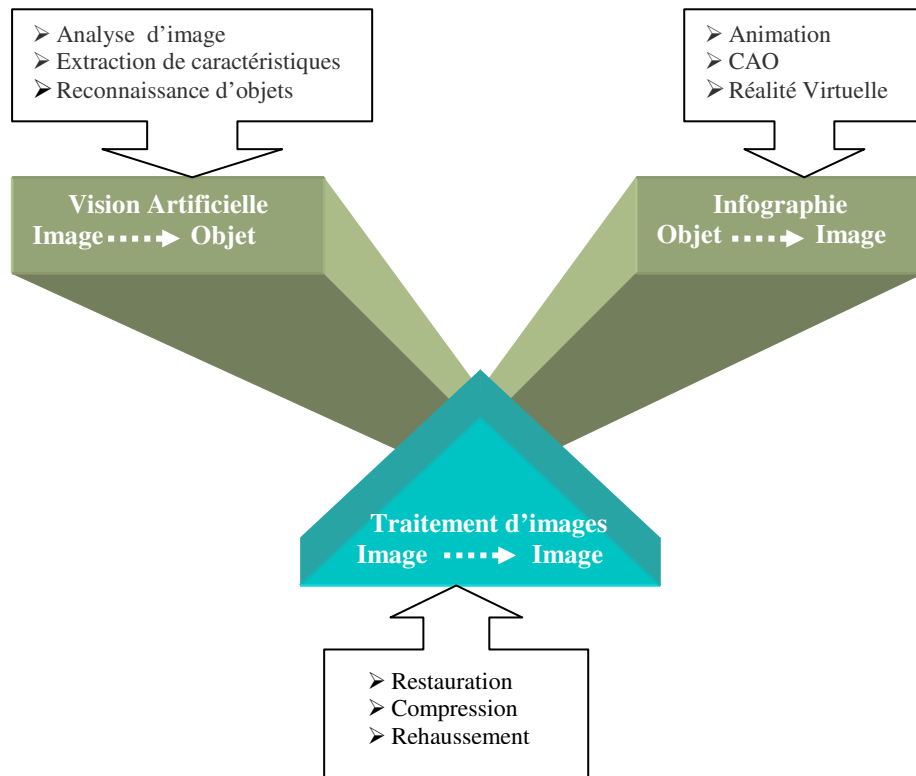 ➢ Analyse d’image
➢ Extraction de caractéristiques
➢ Reconnaissance d’objets
➢ Animation
➢ CAO
➢ Réalité Virtuelle
Vision Artificielle
Image Objet
Infographie
Objet Image
Traitement d’images
Image Image
➢ Restauration
➢ Compression
➢ Rehaussement